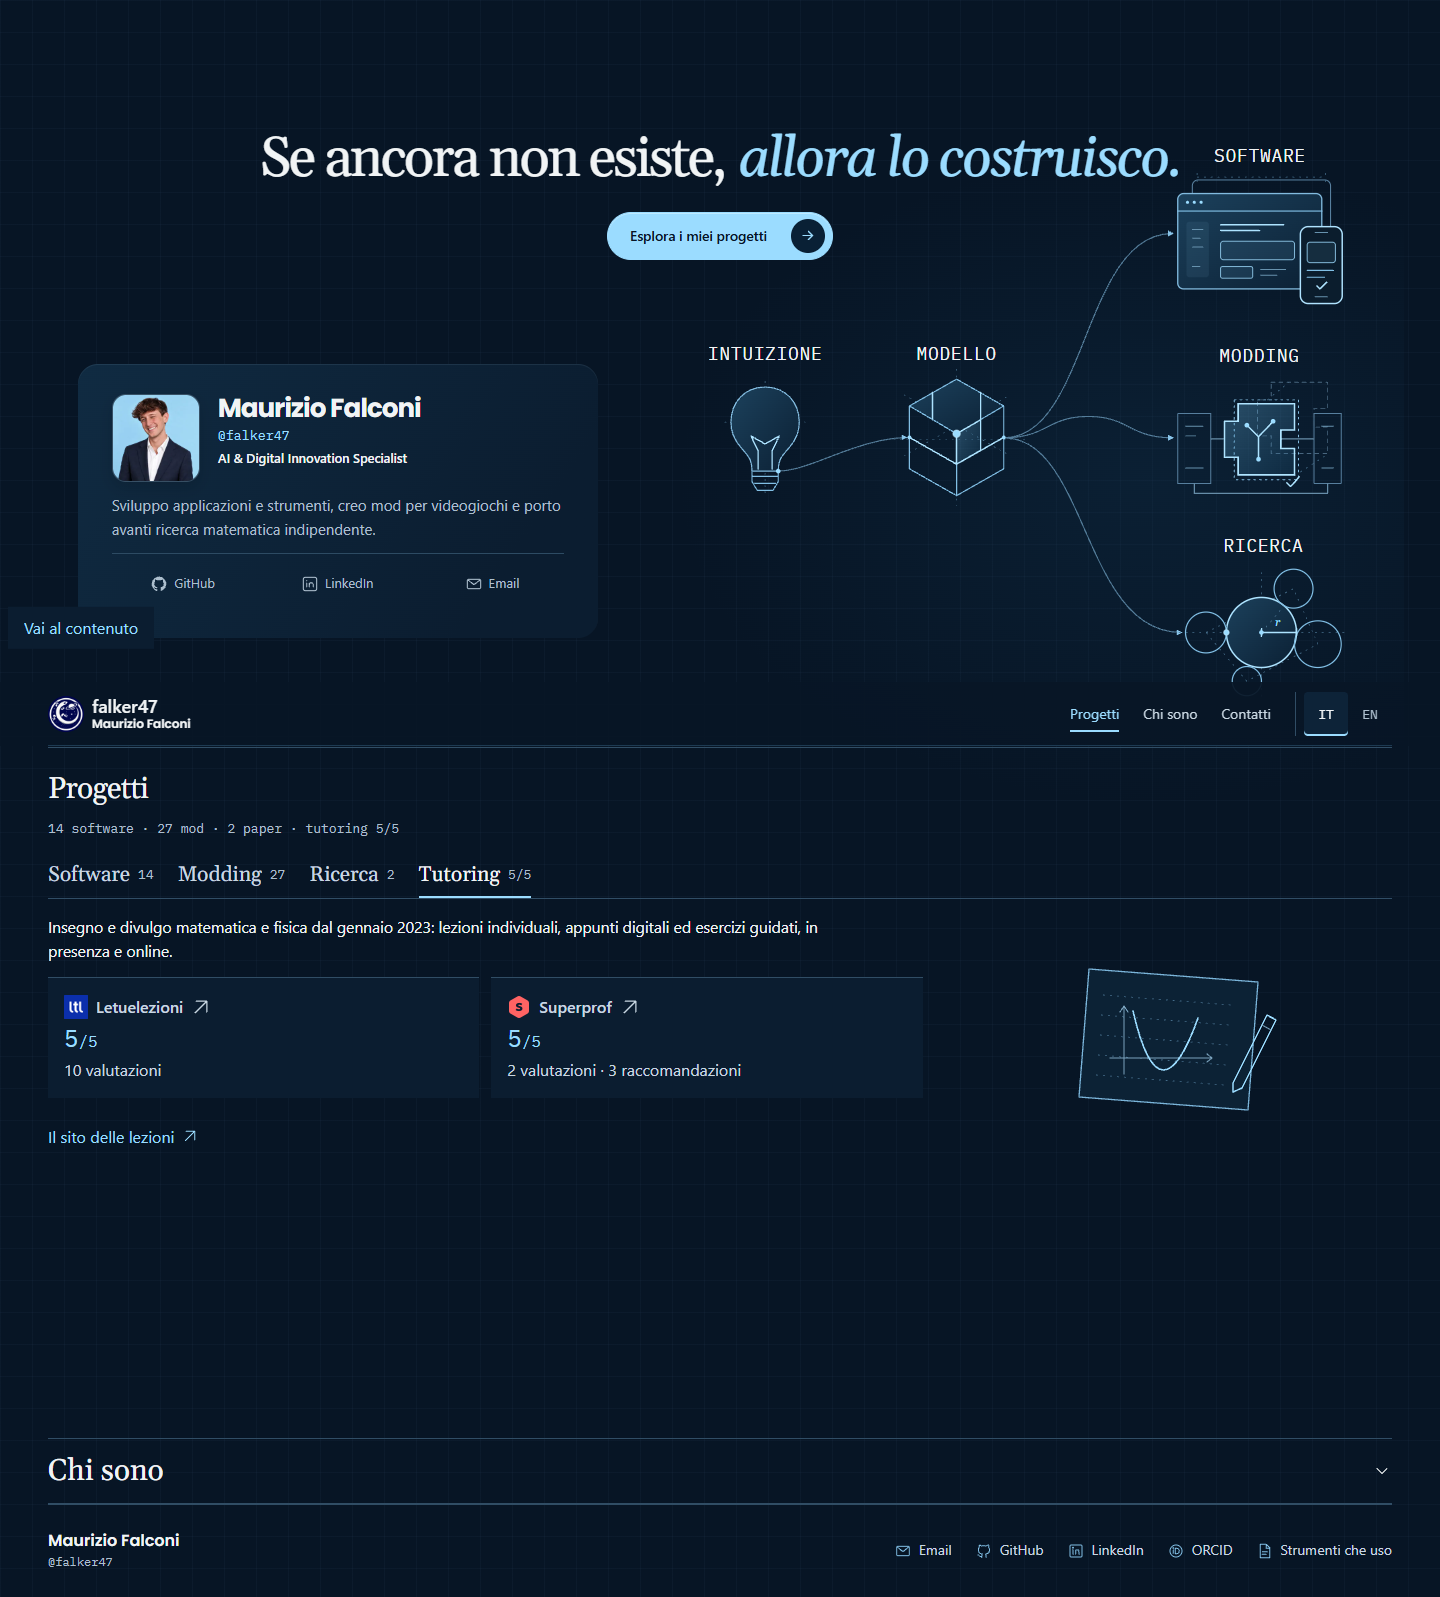 Se ancora non esiste, allora lo costruisco.
Esplora i miei progetti
SOFTWARE
INTUIZIONE
MODELLO
MODDING
RICERCA
r
Maurizio Falconi
@falker47
AI & Digital Innovation Specialist
Sviluppo applicazioni e strumenti, creo mod per videogiochi e porto
avanti ricerca matematica indipendente.
GitHub
LinkedIn
Email
Vai al contenuto
falker47
Maurizio Falconi
Progetti
Chi sono
Contatti
IT
EN
Progetti
14 software · 27 mod · 2 paper · tutoring 5/5
Software 14
Modding 27
Ricerca 2
Tutoring 5/5
Insegno e divulgo matematica e fisica dal gennaio 2023: lezioni individuali, appunti digitali ed esercizi guidati, in
presenza e online.
ltl Letuelezioni
5/5
10 valutazioni
S Superprof
5/5
2 valutazioni · 3 raccomandazioni
Il sito delle lezioni
Chi sono
Maurizio Falconi
@falker47
Email
GitHub
LinkedIn
ORCID
Strumenti che uso